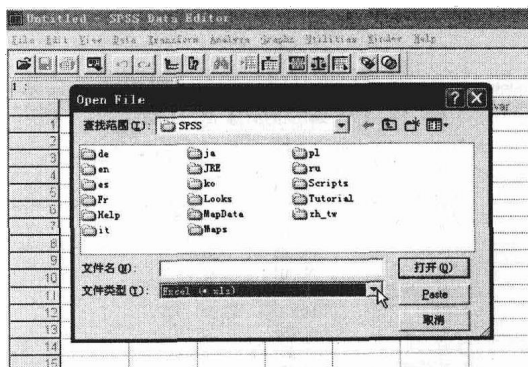 Untitled - SPSS Data Editor
File Edit View Data Transform Analyze Graphs Utilities Window Help
1 :
var
Open File
查找范围(I): SPSS
de ja pl
en JRE ru
es ko Scripts
Fr Looks Tutorial
Help MapData zh_tw
it Maps
文件名(N): 打开(O)
文件类型(T): Excel (*.xls) Paste
取消
1
2
3
4
5
6
7
8
9
10
11
12
13
14
15